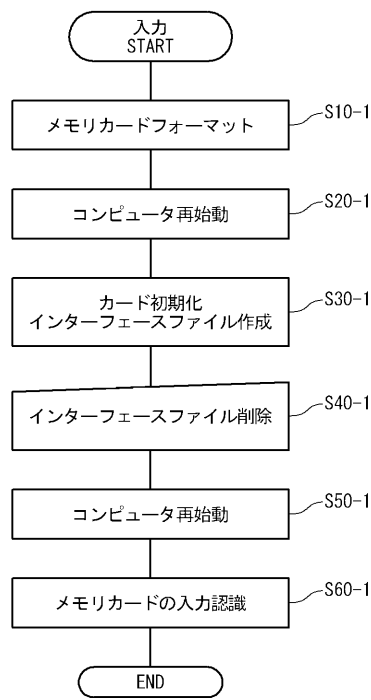 入力
START
メモリカードフォーマット
S10-1
コンピュータ再始動
S20-1
カード初期化
インターフェースファイル作成
S30-1
インターフェースファイル削除
S40-1
コンピュータ再始動
S50-1
メモリカードの入力認識
S60-1
END